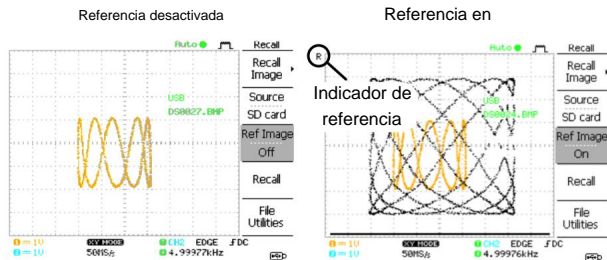 Referencia desactivada
Auto
Recall
Recall
Image
Source
SD card
Ref Image
Off
Recall
File
Utilities
USB
DS0027.BMP
1 1V
2 1V
XY MODE
50MS/s
CH2 EDGE DC
4.99977kHz
Referencia en
R
Indicador de
referencia
Auto
Recall
Recall
Image
Source
SD card
Ref Image
On
Recall
File
Utilities
USB
1 1V
2 1V
XY MODE
50MS/s
CH2 EDGE DC
4.99976kHz